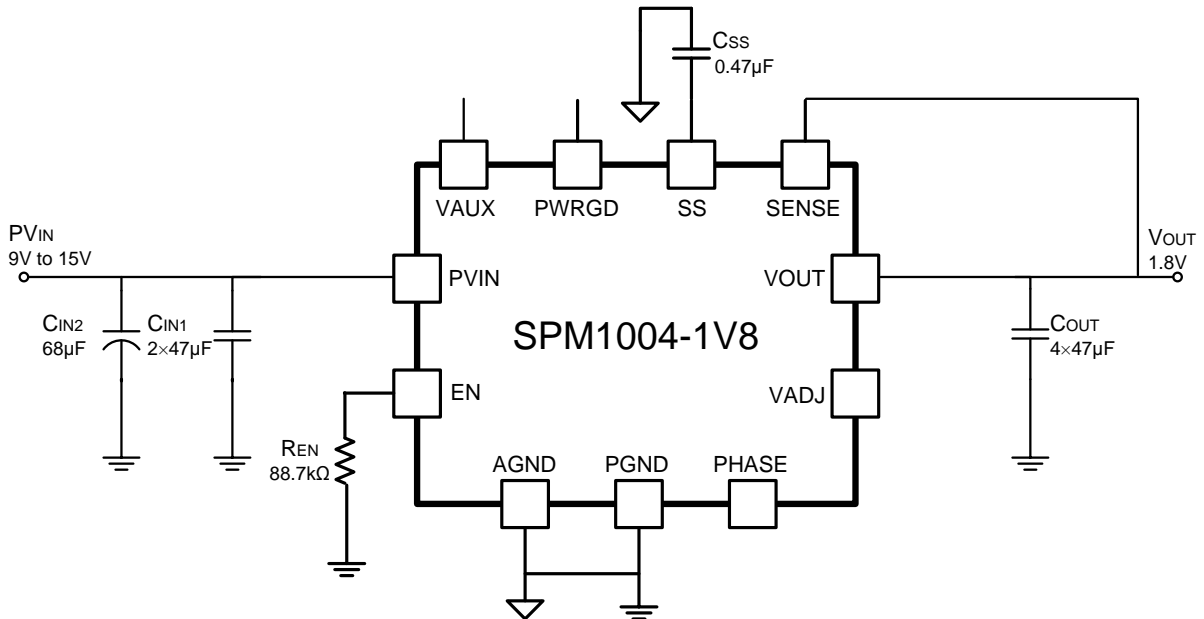 CSS
0.47µF
VAUX
PWRGD
SS
SENSE
PVIN
9V to 15V
VOUT
1.8V
PVIN
VOUT
CIN2
68µF
CIN1
2×47µF
SPM1004-1V8
COUT
4×47µF
EN
VADJ
REN
88.7kΩ
AGND
PGND
PHASE